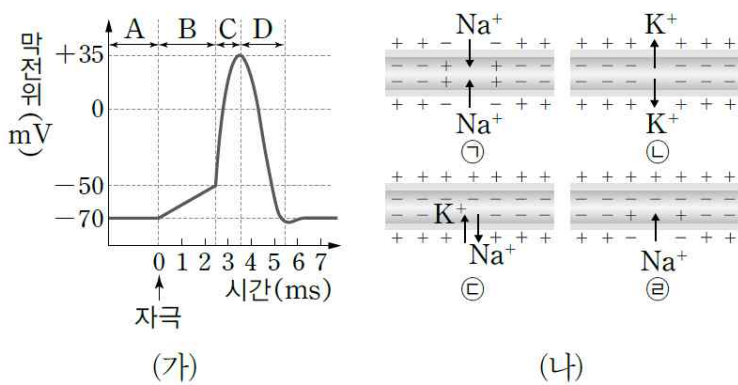 A B C D
막전위(mV)
+35
0
-50
-70
0 1 2 3 4 5 6 7
시간(ms)
자극
(가)
Na⁺
+ + - - + +
- - + + - -
- - + + - -
+ + - - + +
Na⁺
㉠
K⁺
+ + + + + +
- - - - - -
- - - - - -
+ + + + + +
K⁺
㉡
+ + + + + + + +
- - - - - - - -
K⁺
+ + + + + +
Na⁺
㉢
+ + + + + + + +
- - - - - - - -
- - + + - -
+ + - - + +
Na⁺
㉣
(나)